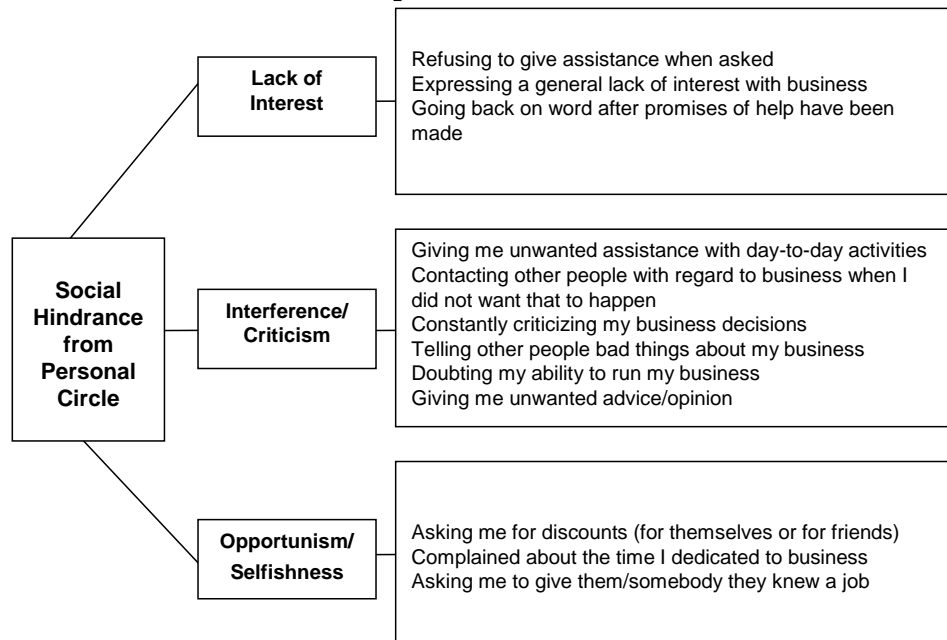 Lack of
Interest
Refusing to give assistance when asked
Expressing a general lack of interest with business
Going back on word after promises of help have been
made
Social
Hindrance
from
Personal
Circle
Interference/
Criticism
Giving me unwanted assistance with day-to-day activities
Contacting other people with regard to business when I
did not want that to happen
Constantly criticizing my business decisions
Telling other people bad things about my business
Doubting my ability to run my business
Giving me unwanted advice/opinion
Opportunism/
Selfishness
Asking me for discounts (for themselves or for friends)
Complained about the time I dedicated to business
Asking me to give them/somebody they knew a job